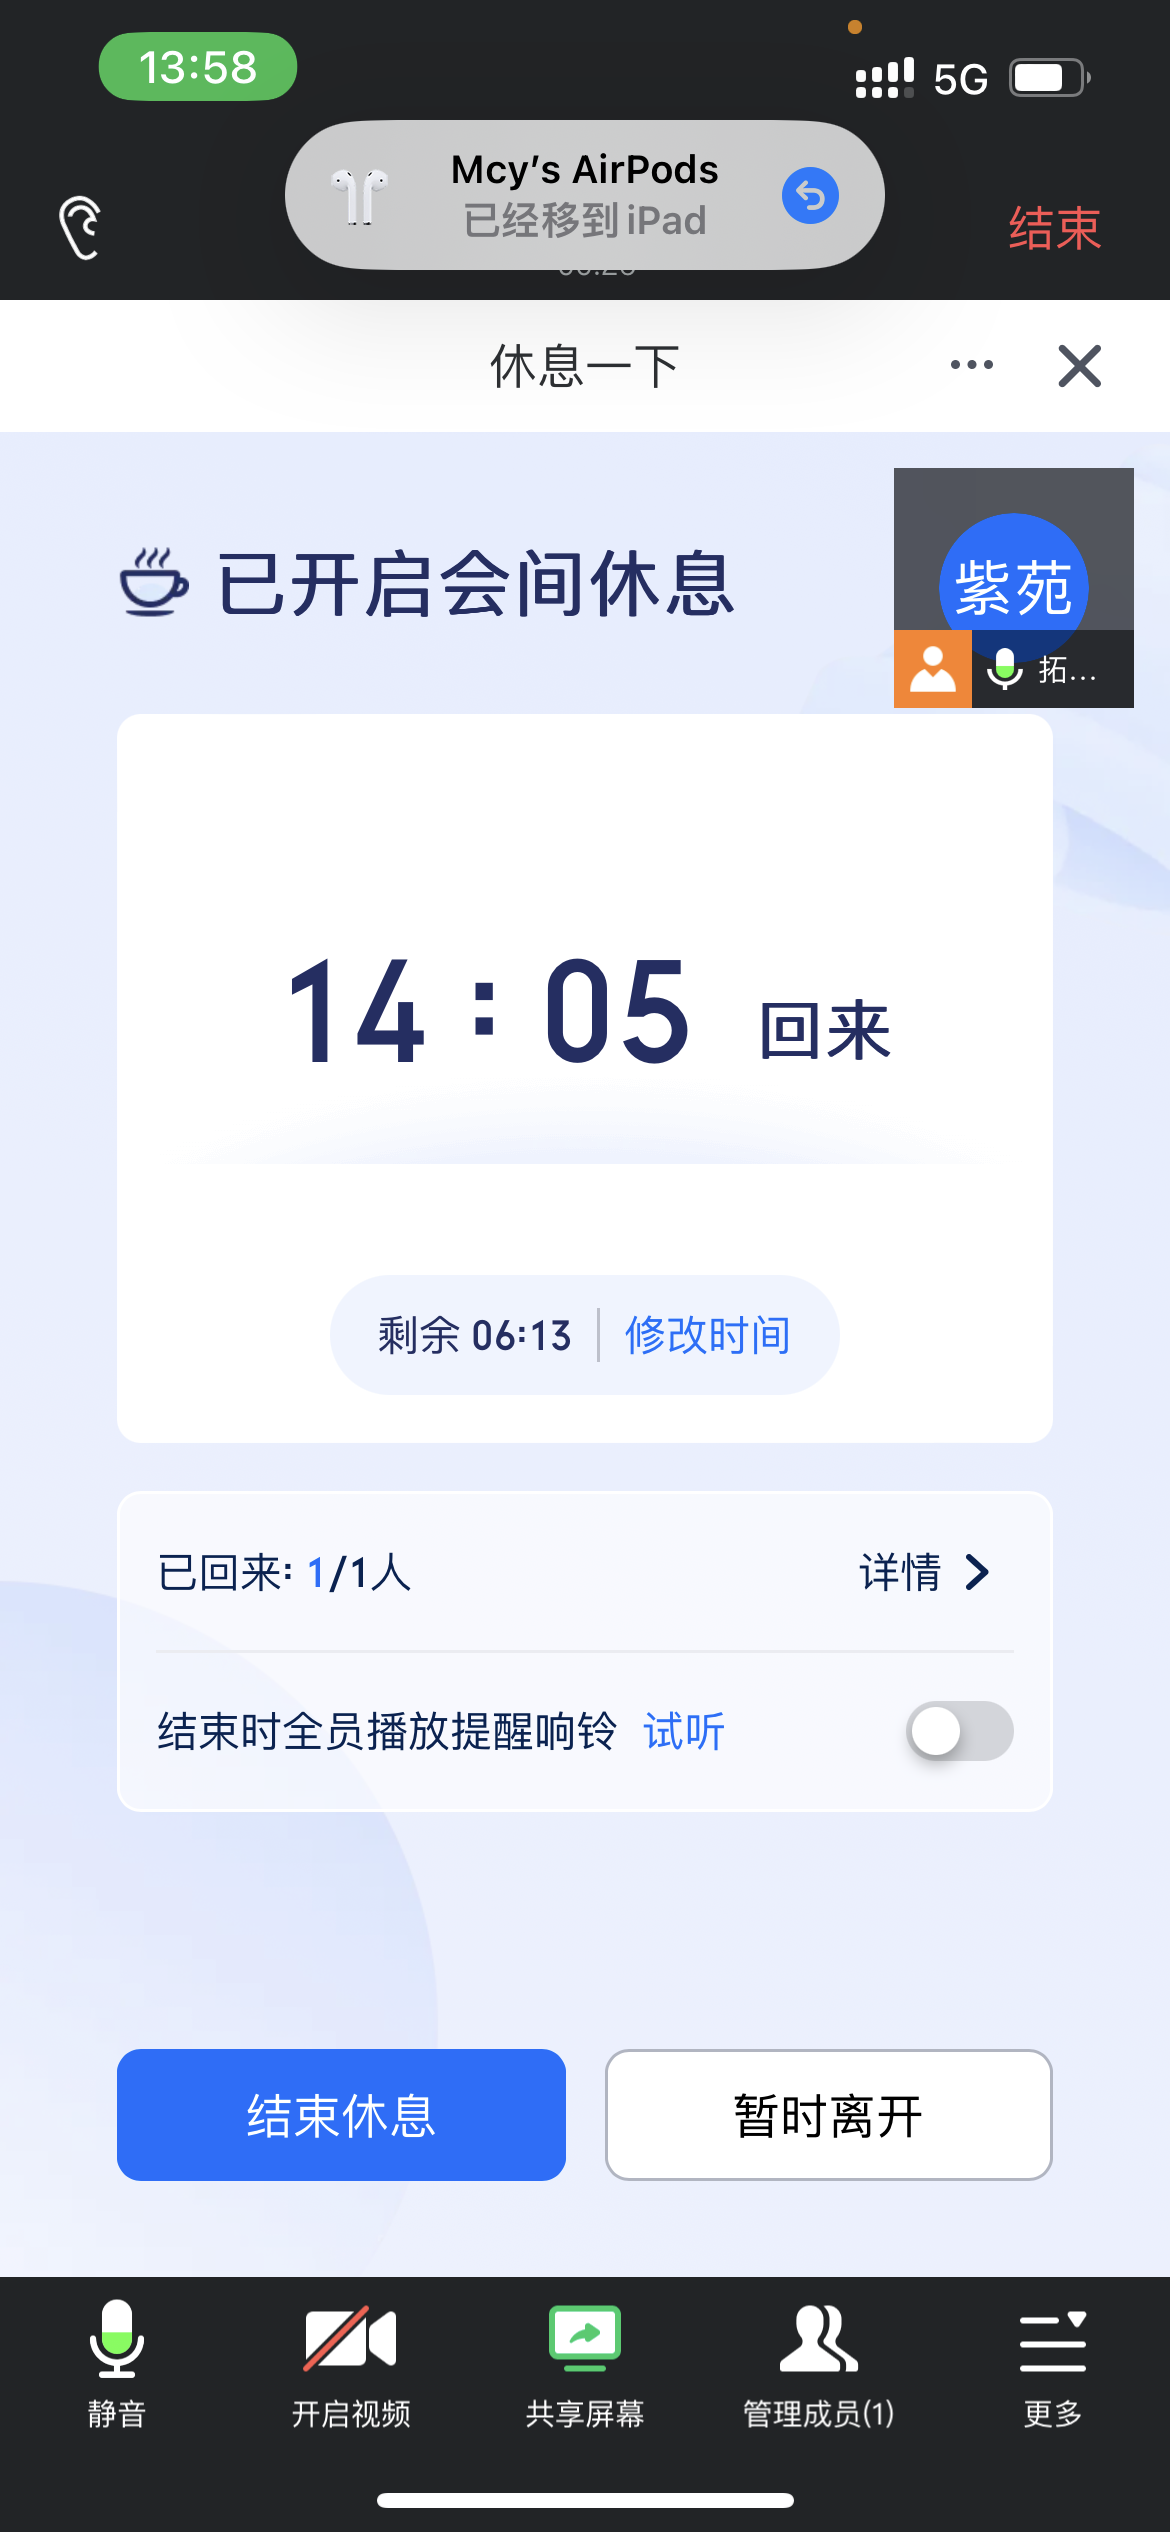 13:58
5G
Mcy's AirPods
已经移到 iPad
结束
休息一下
已开启会间休息
紫苑
拓...
14:05 回来
剩余 06:13 修改时间
已回来: 1/1人 详情
结束时全员播放提醒响铃 试听
结束休息 暂时离开
静音 开启视频 共享屏幕 管理成员(1) 更多